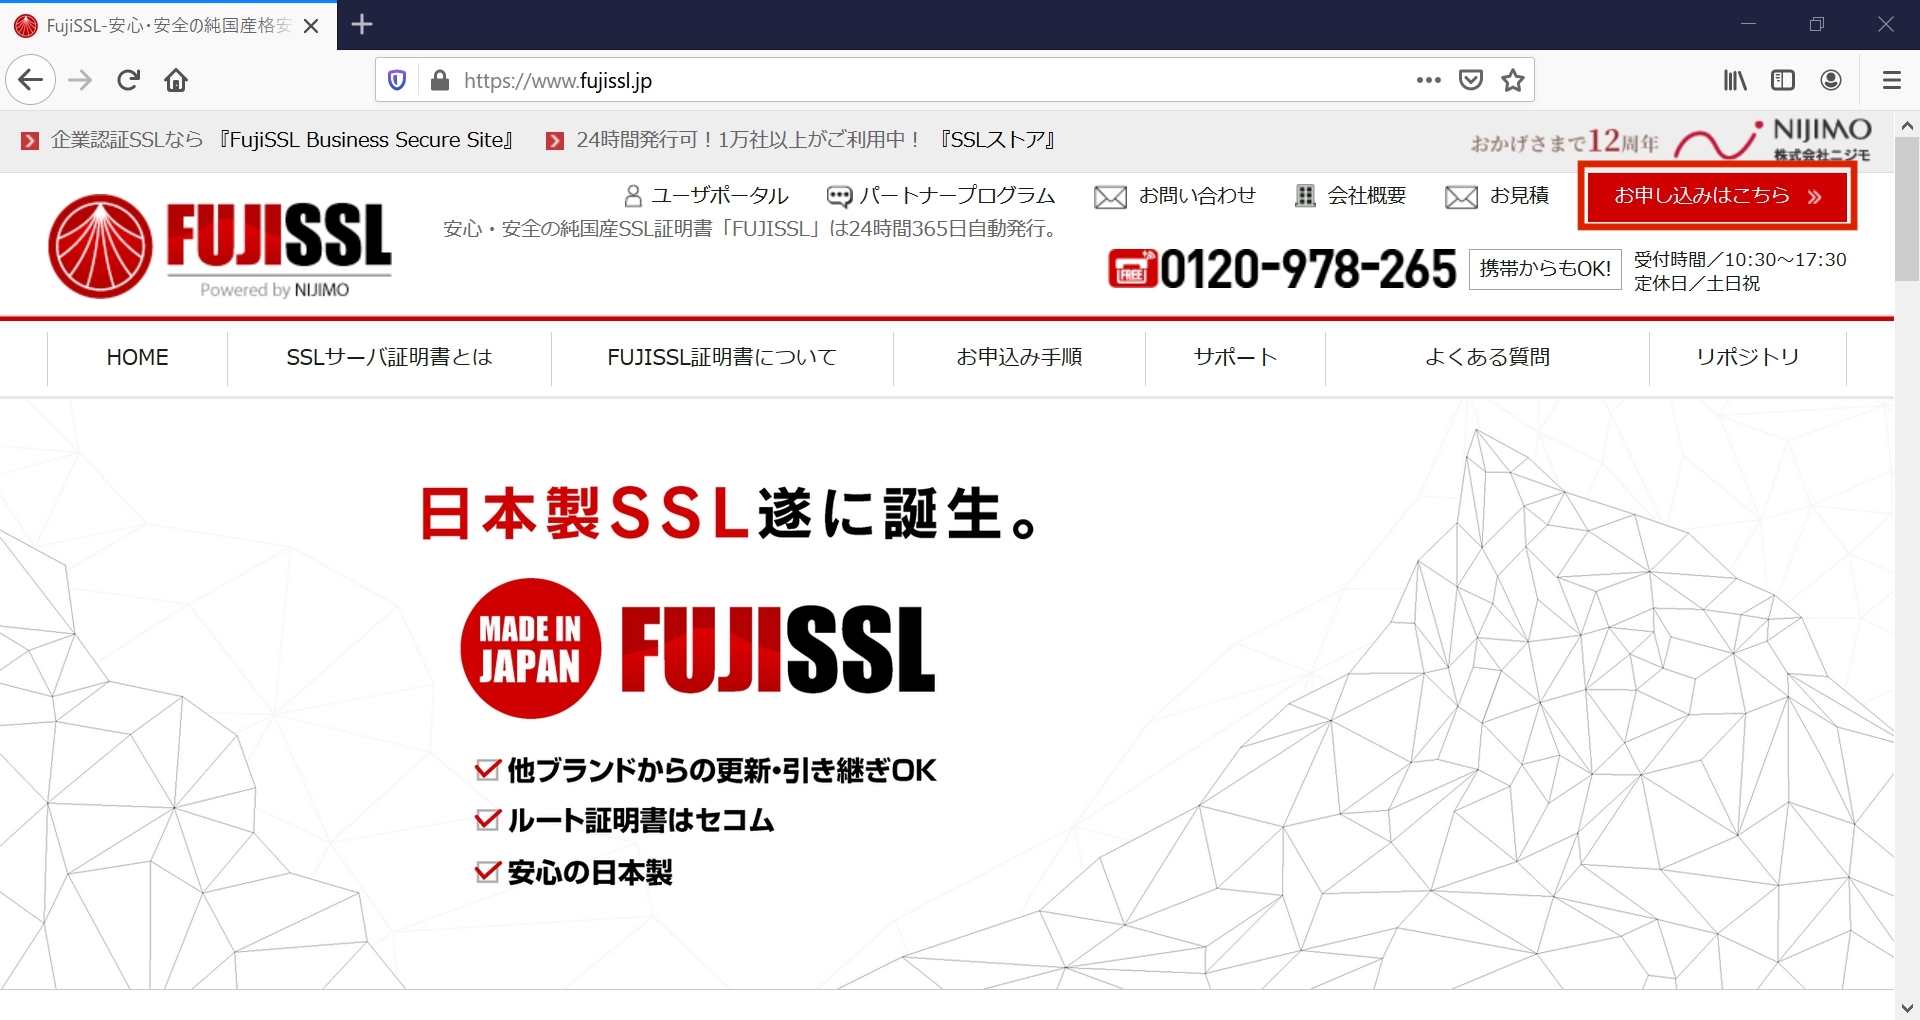 FujiSSL-安心・安全の純国産格安
https://www.fujissl.jp
企業認証SSLなら 『FujiSSL Business Secure Site』 24時間発行可！1万社以上がご利用中！ 『SSLストア』
おかげさまで12周年 NIJIMO
株式会社ニジモ
ユーザポータル パートナープログラム お問い合わせ 会社概要 お見積 お申し込みはこちら »
FUJISSL
Powered by NIJIMO
安心・安全の純国産SSL証明書「FUJISSL」は24時間365日自動発行。
FREE 0120-978-265 携帯からもOK! 受付時間／10:30～17:30
定休日／土日祝
HOME SSLサーバ証明書とは FUJISSL証明書について お申込み手順 サポート よくある質問 リポジトリ
日本製SSL遂に誕生。
MADE IN
JAPAN
FUJISSL
他ブランドからの更新・引き継ぎOK
ルート証明書はセコム
安心の日本製